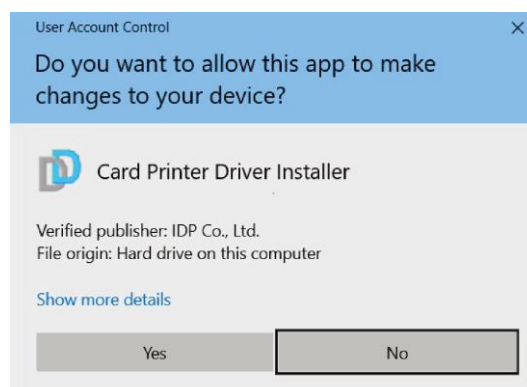 User Account Control
Do you want to allow this app to make
changes to your device?
Card Printer Driver Installer
Verified publisher: IDP Co., Ltd.
File origin: Hard drive on this computer
Show more details
Yes
No